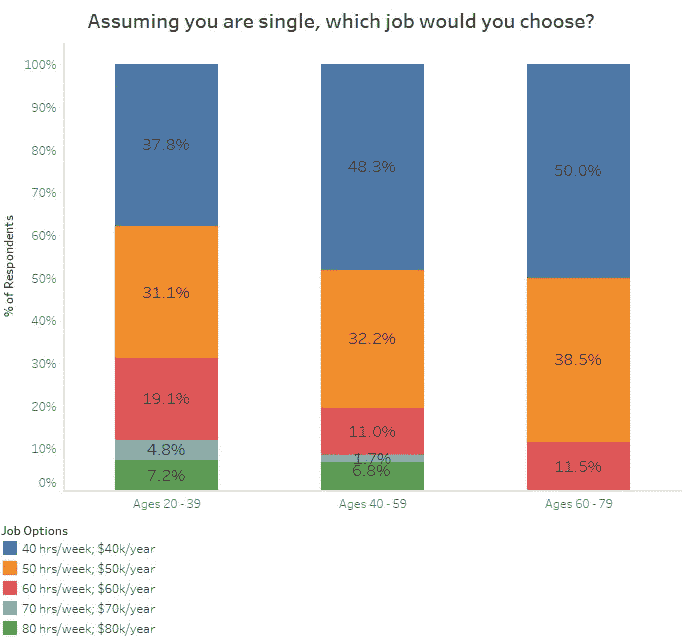 Assuming you are single, which job would you choose?
% of Respondents
100%
90%
80%
70%
60%
50%
40%
30%
20%
10%
0%
37.8%
31.1%
19.1%
4.8%
7.2%
48.3%
32.2%
11.0%
1.7%
6.8%
50.0%
38.5%
11.5%
Ages 20 - 39
Ages 40 - 59
Ages 60 - 79
Job Options
40 hrs/week; $40k/year
50 hrs/week; $50k/year
60 hrs/week; $60k/year
70 hrs/week; $70k/year
80 hrs/week; $80k/year